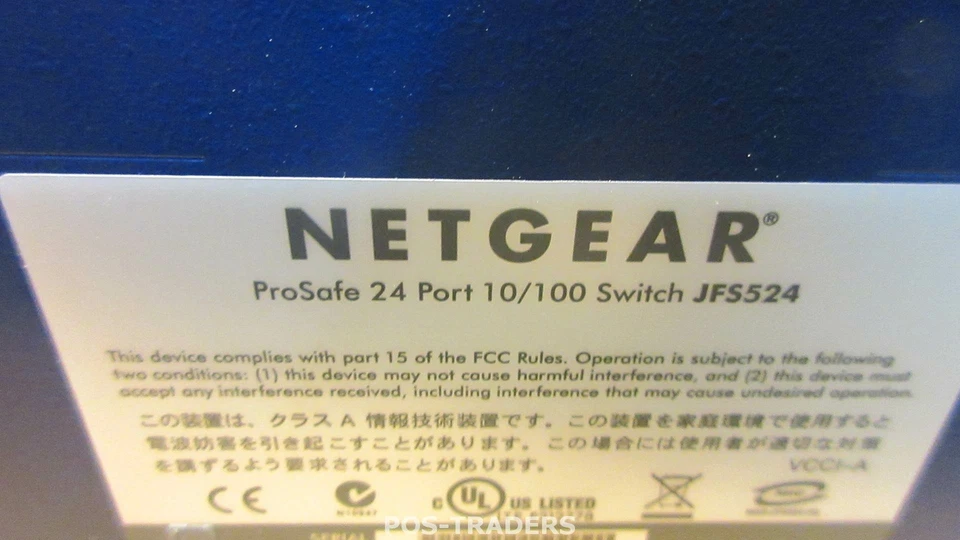 NETGEAR®
ProSafe 24 Port 10/100 Switch JFS524
This device complies with part 15 of the FCC Rules. Operation is subject to the following
two conditions: (1) this device may not cause harmful interference, and (2) this device must
accept any interference received, including interference that may cause undesired operation.
この装置は、クラス A 情報技術装置です。この装置を家庭環境で使用すると
電波妨害を引き起こすことがあります。この場合には使用者が適切な対策
を講ずるよう要求されることがあります。 VCCI-A
CE N10947 C UL US LISTED
POS-TRADERS
SERIAL